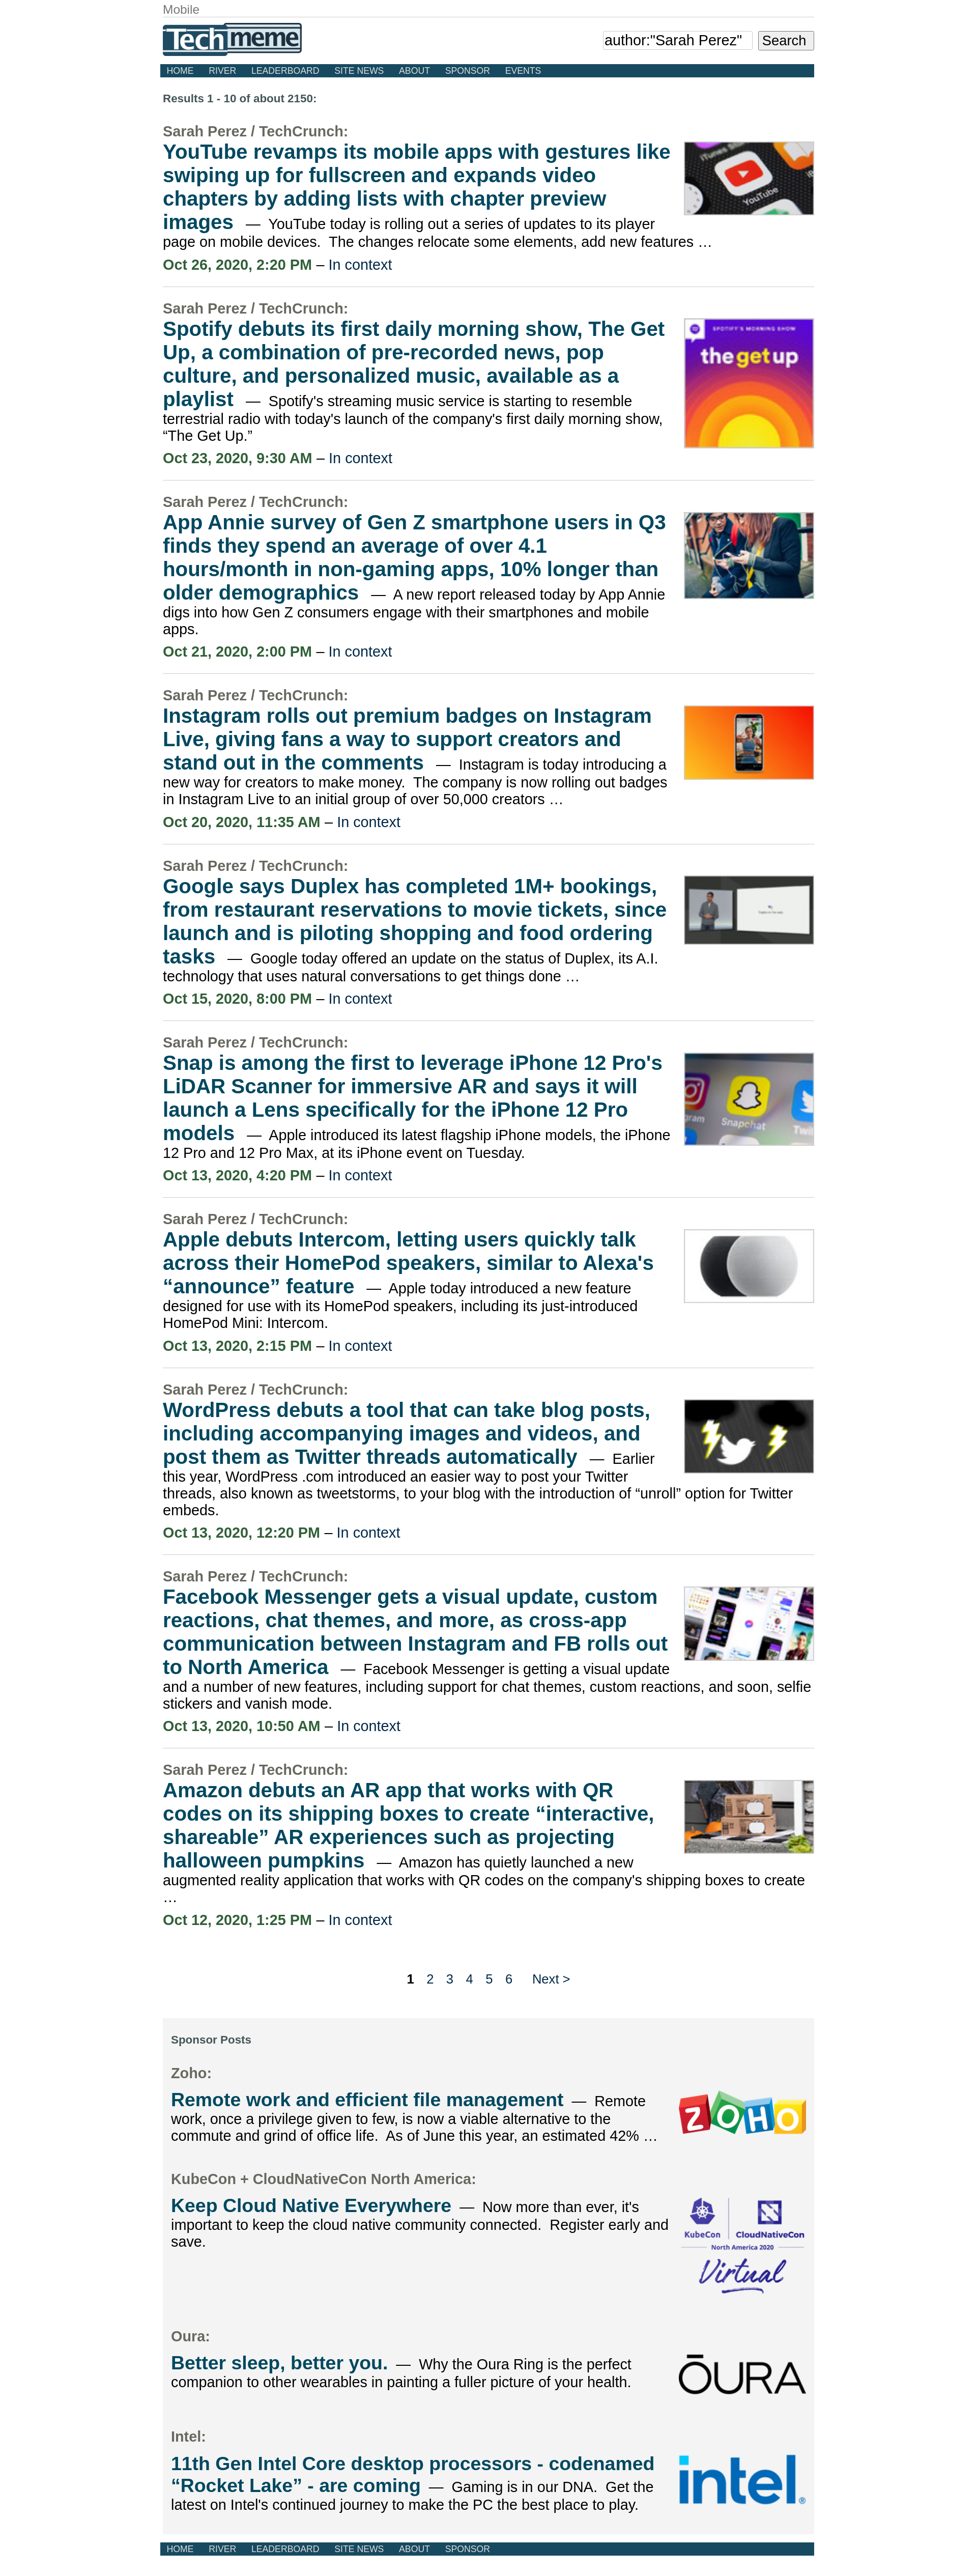 Mobile
Techmeme
author:"Sarah Perez"
Search
HOME RIVER LEADERBOARD SITE NEWS ABOUT SPONSOR EVENTS
Results 1 - 10 of about 2150:
Sarah Perez / TechCrunch:
YouTube revamps its mobile apps with gestures like
swiping up for fullscreen and expands video
chapters by adding lists with chapter preview
images — YouTube today is rolling out a series of updates to its player
page on mobile devices. The changes relocate some elements, add new features …
YouTube
Oct 26, 2020, 2:20 PM – In context
Sarah Perez / TechCrunch:
Spotify debuts its first daily morning show, The Get
Up, a combination of pre-recorded news, pop
culture, and personalized music, available as a
playlist — Spotify's streaming music service is starting to resemble
terrestrial radio with today's launch of the company's first daily morning show,
“The Get Up.”
SPOTIFY'S MORNING SHOW
the get up
Oct 23, 2020, 9:30 AM – In context
Sarah Perez / TechCrunch:
App Annie survey of Gen Z smartphone users in Q3
finds they spend an average of over 4.1
hours/month in non-gaming apps, 10% longer than
older demographics — A new report released today by App Annie
digs into how Gen Z consumers engage with their smartphones and mobile
apps.
Oct 21, 2020, 2:00 PM – In context
Sarah Perez / TechCrunch:
Instagram rolls out premium badges on Instagram
Live, giving fans a way to support creators and
stand out in the comments — Instagram is today introducing a
new way for creators to make money. The company is now rolling out badges
in Instagram Live to an initial group of over 50,000 creators …
Oct 20, 2020, 11:35 AM – In context
Sarah Perez / TechCrunch:
Google says Duplex has completed 1M+ bookings,
from restaurant reservations to movie tickets, since
launch and is piloting shopping and food ordering
tasks — Google today offered an update on the status of Duplex, its A.I.
technology that uses natural conversations to get things done …
Oct 15, 2020, 8:00 PM – In context
Sarah Perez / TechCrunch:
Snap is among the first to leverage iPhone 12 Pro's
LiDAR Scanner for immersive AR and says it will
launch a Lens specifically for the iPhone 12 Pro
models — Apple introduced its latest flagship iPhone models, the iPhone
12 Pro and 12 Pro Max, at its iPhone event on Tuesday.
gram Snapchat Twit
Oct 13, 2020, 4:20 PM – In context
Sarah Perez / TechCrunch:
Apple debuts Intercom, letting users quickly talk
across their HomePod speakers, similar to Alexa's
“announce” feature — Apple today introduced a new feature
designed for use with its HomePod speakers, including its just-introduced
HomePod Mini: Intercom.
Oct 13, 2020, 2:15 PM – In context
Sarah Perez / TechCrunch:
WordPress debuts a tool that can take blog posts,
including accompanying images and videos, and
post them as Twitter threads automatically — Earlier
this year, WordPress .com introduced an easier way to post your Twitter
threads, also known as tweetstorms, to your blog with the introduction of “unroll” option for Twitter
embeds.
Oct 13, 2020, 12:20 PM – In context
Sarah Perez / TechCrunch:
Facebook Messenger gets a visual update, custom
reactions, chat themes, and more, as cross-app
communication between Instagram and FB rolls out
to North America — Facebook Messenger is getting a visual update
and a number of new features, including support for chat themes, custom reactions, and soon, selfie
stickers and vanish mode.
Oct 13, 2020, 10:50 AM – In context
Sarah Perez / TechCrunch:
Amazon debuts an AR app that works with QR
codes on its shipping boxes to create “interactive,
shareable” AR experiences such as projecting
halloween pumpkins — Amazon has quietly launched a new
augmented reality application that works with QR codes on the company's shipping boxes to create
…
Oct 12, 2020, 1:25 PM – In context
1 2 3 4 5 6 Next >
Sponsor Posts
Zoho:
Remote work and efficient file management — Remote
work, once a privilege given to few, is now a viable alternative to the
commute and grind of office life. As of June this year, an estimated 42% …
ZOHO
KubeCon + CloudNativeCon North America:
Keep Cloud Native Everywhere — Now more than ever, it's
important to keep the cloud native community connected. Register early and
save.
KubeCon CloudNativeCon
North America 2020
Virtual
Oura:
Better sleep, better you. — Why the Oura Ring is the perfect
companion to other wearables in painting a fuller picture of your health.
ŌURA
Intel:
11th Gen Intel Core desktop processors - codenamed
“Rocket Lake” - are coming — Gaming is in our DNA. Get the
latest on Intel's continued journey to make the PC the best place to play.
intel®
HOME RIVER LEADERBOARD SITE NEWS ABOUT SPONSOR